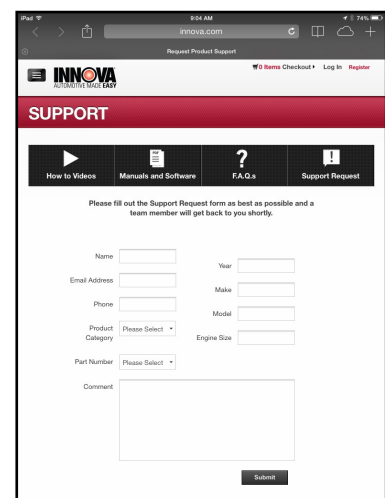 iPad 9:04 AM 74%
innova.com
Request Product Support
0 Items Checkout Log In Register
INNOVA
AUTOMOTIVE MADE EASY
SUPPORT
PDF
? !
How to Videos Manuals and Software F.A.Q.s Support Request
Please fill out the Support Request form as best as possible and a
team member will get back to you shortly.
Name
Year
Email Address
Make
Phone
Model
Product Please Select
Category
Engine Size
Part Number Please Select
Comment
Submit